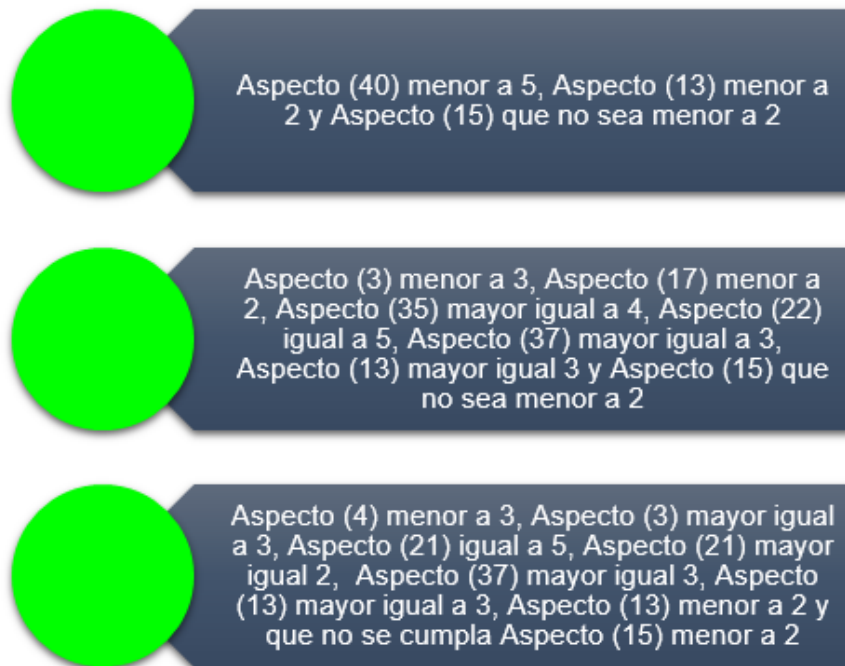 Aspecto (40) menor a 5, Aspecto (13) menor a
2 y Aspecto (15) que no sea menor a 2
Aspecto (3) menor a 3, Aspecto (17) menor a
2, Aspecto (35) mayor igual a 4, Aspecto (22)
igual a 5, Aspecto (37) mayor igual a 3,
Aspecto (13) mayor igual 3 y Aspecto (15) que
no sea menor a 2
Aspecto (4) menor a 3, Aspecto (3) mayor igual
a 3, Aspecto (21) igual a 5, Aspecto (21) mayor
igual 2, Aspecto (37) mayor igual 3, Aspecto
(13) mayor igual a 3, Aspecto (13) menor a 2 y
que no se cumpla Aspecto (15) menor a 2